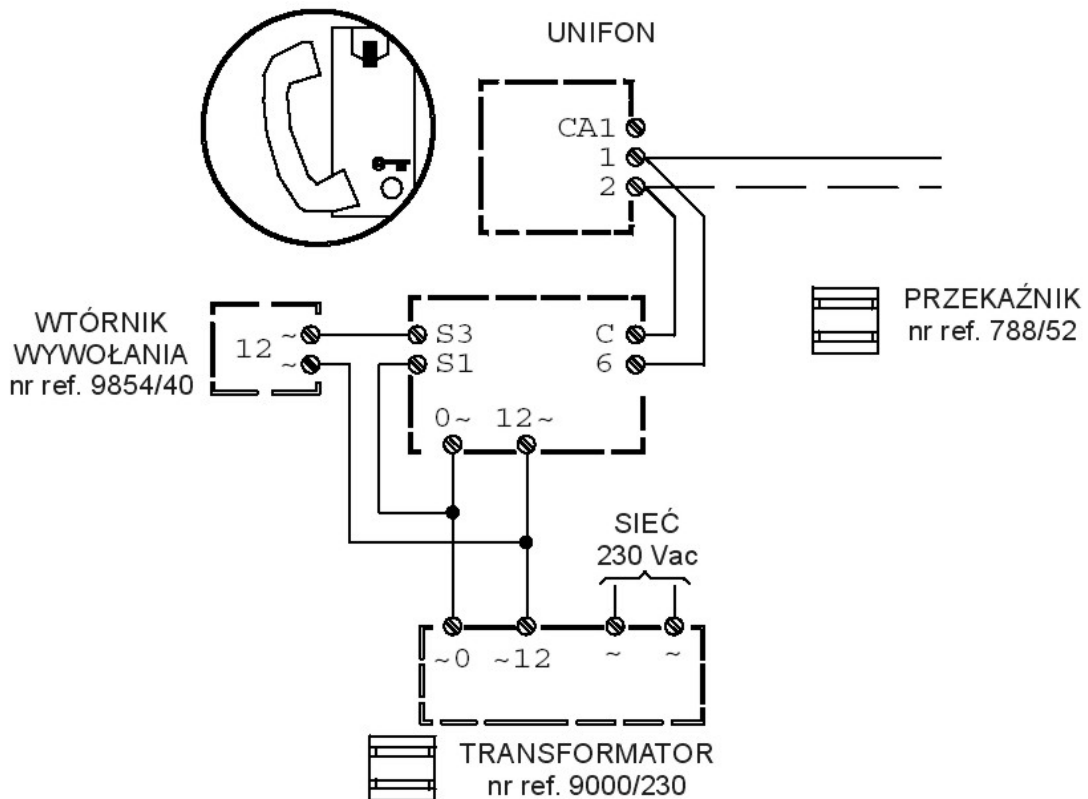 UNIFON
CA1
1
2
WTÓRNIK
WYWOŁANIA
nr ref. 9854/40
12 ~
~
S3
S1
C
6
0~ 12~
PRZEKAŹNIK
nr ref. 788/52
SIEĆ
230 Vac
~0 ~12 ~ ~
TRANSFORMATOR
nr ref. 9000/230